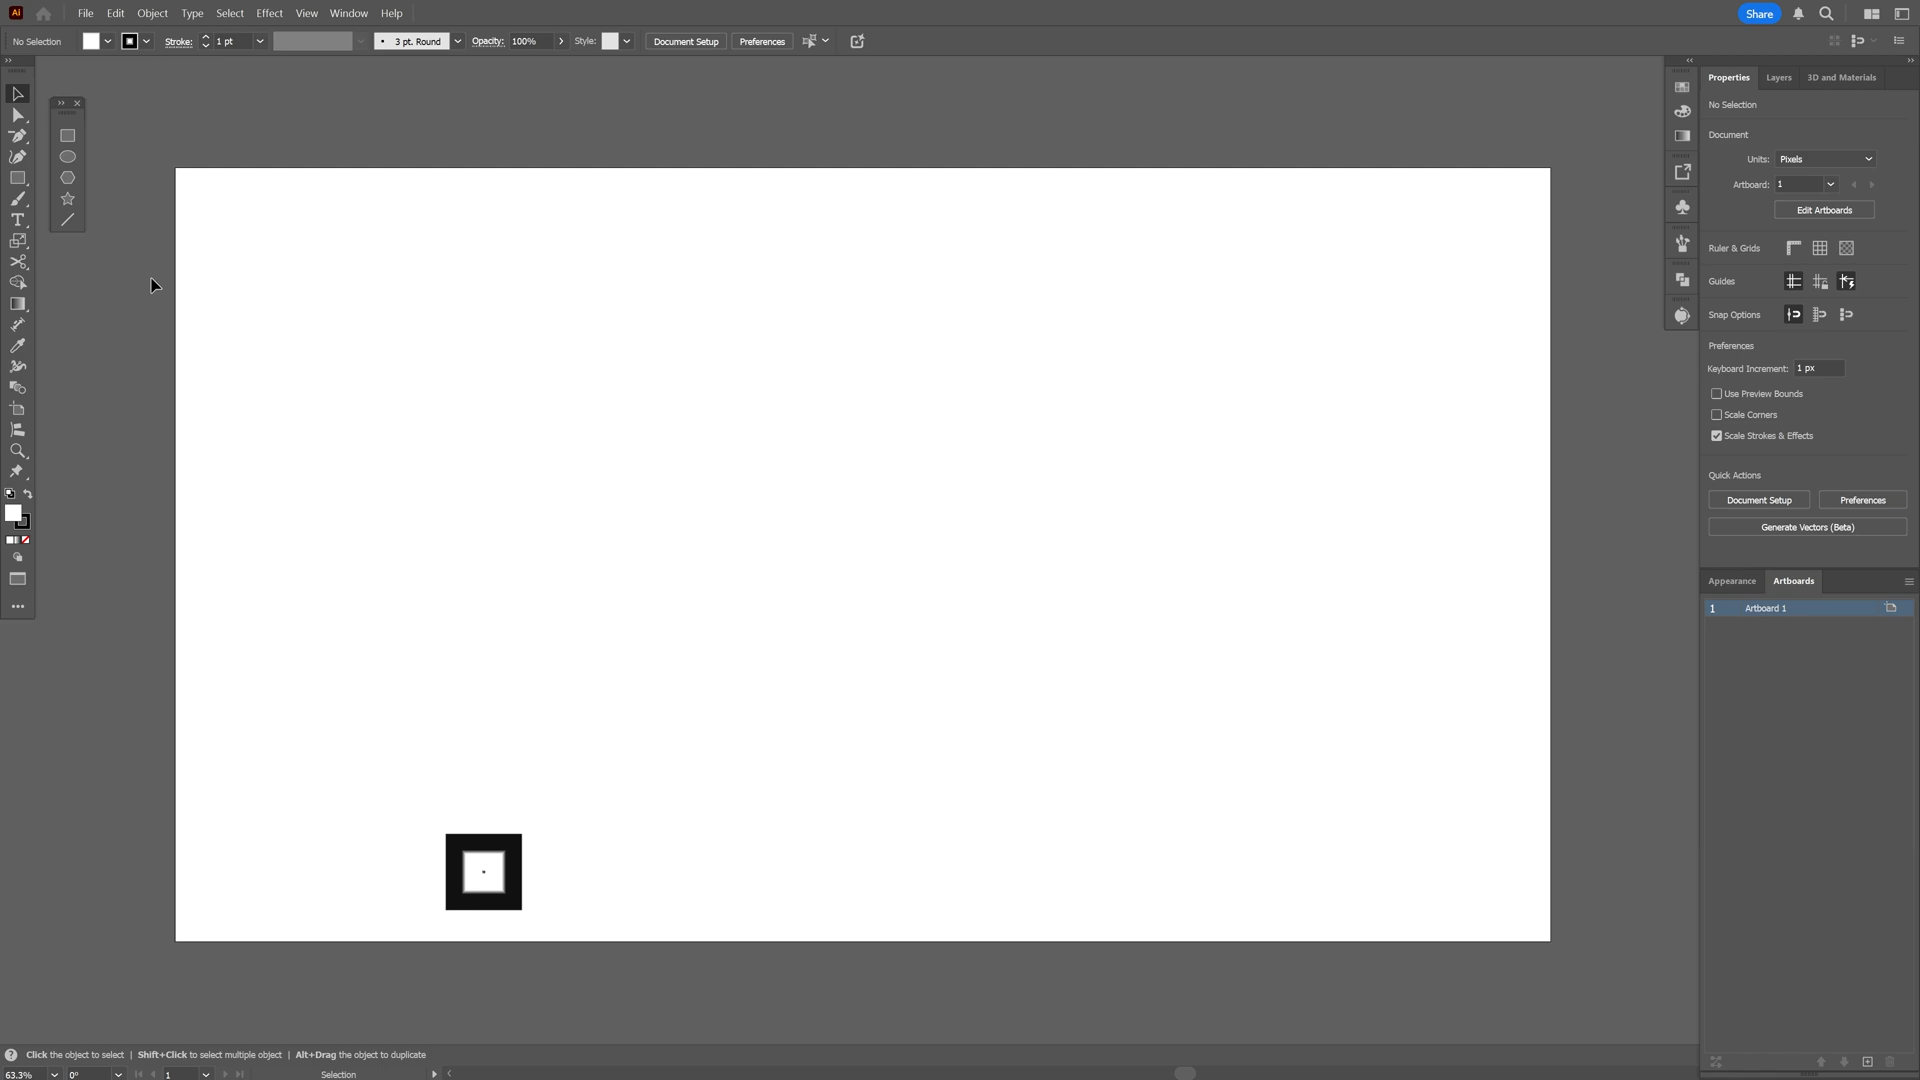 Ai File Edit Object Type Select Effect View Window Help Share
No Selection Stroke: 1 pt 3 pt. Round Opacity: 100% Style: Document Setup Preferences
Properties Layers 3D and Materials
No Selection
Document
Units: Pixels
Artboard: 1
Edit Artboards
Ruler & Grids
Guides
Snap Options
Preferences
Keyboard Increment: 1 px
Use Preview Bounds
Scale Corners
Scale Strokes & Effects
Quick Actions
Document Setup Preferences
Generate Vectors (Beta)
Appearance Artboards
1 Artboard 1
Click the object to select | Shift+Click to select multiple object | Alt+Drag the object to duplicate
63.3% 0° 1 Selection